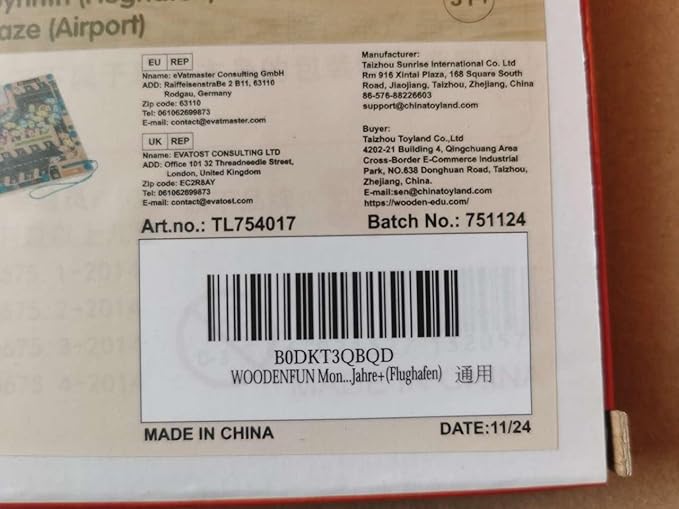 aze (Airport)
EU REP
Nname: eVatmaster Consulting GmbH
ADD: Raiffeisenstraße 2 B11, 63110
Rodgau, Germany
Zip code: 63110
Tel: 061062699873
E-mail: contact@evatmaster.com
UK REP
Nname: EVATOST CONSULTING LTD
ADD: Office 101 32 Threadneedle Street,
London, United Kingdom
Zip code: EC2R8AY
Tel: 061062699873
E-mail: contact@evatost.com
Manufacturer:
Taizhou Sunrise International Co. Ltd
Rm 916 Xintai Plaza, 168 Square South
Road, Jiaojiang, Taizhou, Zhejiang, China
86-576-88226603
support@chinatoyland.com
Buyer:
Taizhou Toyland Co.,Ltd
4202-21 Building 4, Qingchuang Area
Cross-Border E-Commerce Industrial
Park, NO.638 Donghuan Road, Taizhou,
Zhejiang, China.
E-mail:sen@chinatoyland.com
https://wooden-edu.com/
Art.no.: TL754017
Batch No.: 751124
B0DKT3QBQD
WOODENFUN Mon...Jahre+(Flughafen) 通用
MADE IN CHINA
DATE:11/24